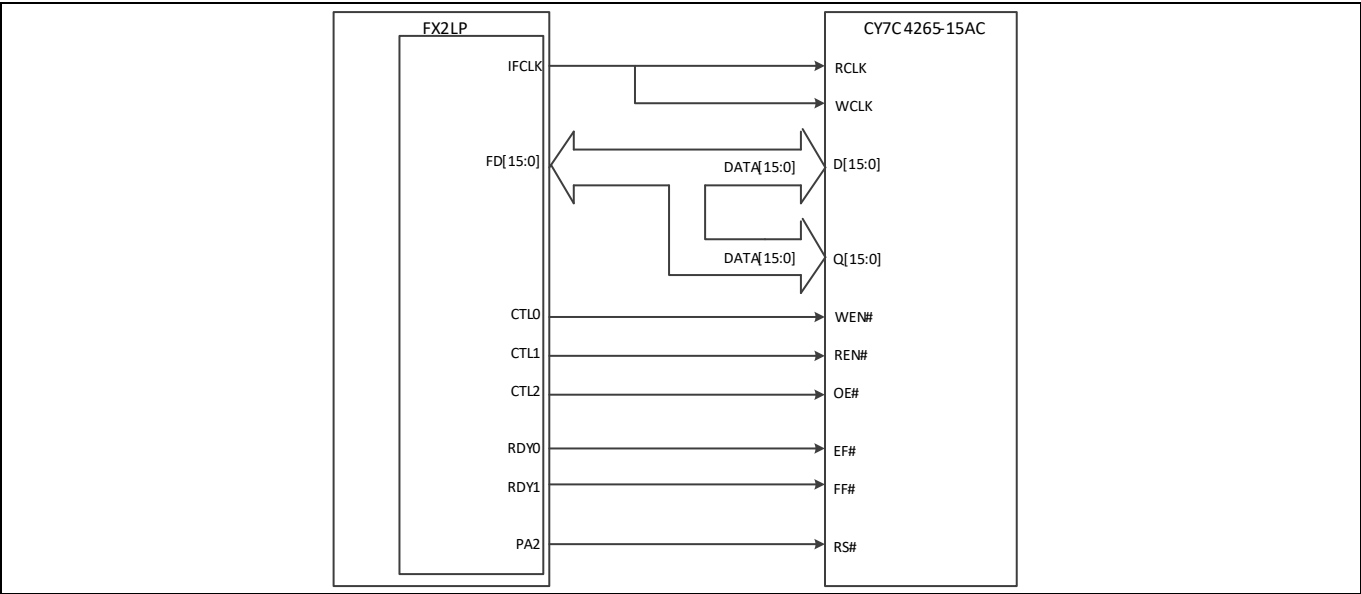 FX2LP
CY7C4265-15AC
IFCLK
RCLK
WCLK
FD[15:0]
DATA[15:0]
D[15:0]
DATA[15:0]
Q[15:0]
CTL0
WEN#
CTL1
REN#
CTL2
OE#
RDY0
EF#
RDY1
FF#
PA2
RS#